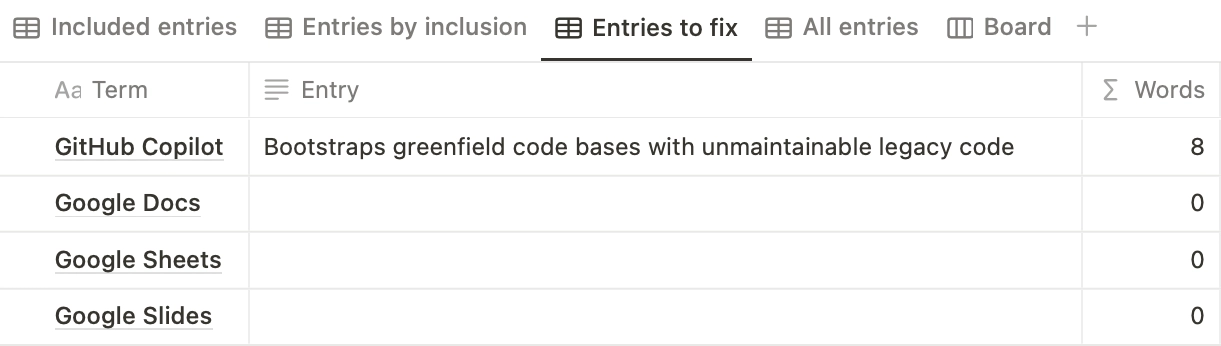 Included entries Entries by inclusion Entries to fix All entries Board +
Aa Term Entry Σ Words
GitHub Copilot Bootstraps greenfield code bases with unmaintainable legacy code 8
Google Docs 0
Google Sheets 0
Google Slides 0